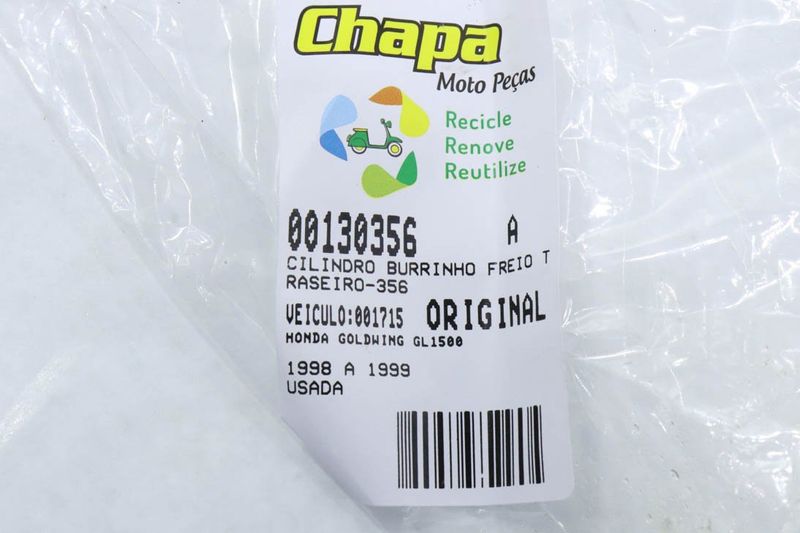 Chapa
Moto Peças
Recicle
Renove
Reutilize
00130356 A
CILINDRO BURRINHO FREIO T
RASEIRO-356
VEICULO:001715 ORIGINAL
HONDA GOLDWING GL1500
1998 A 1999
USADA